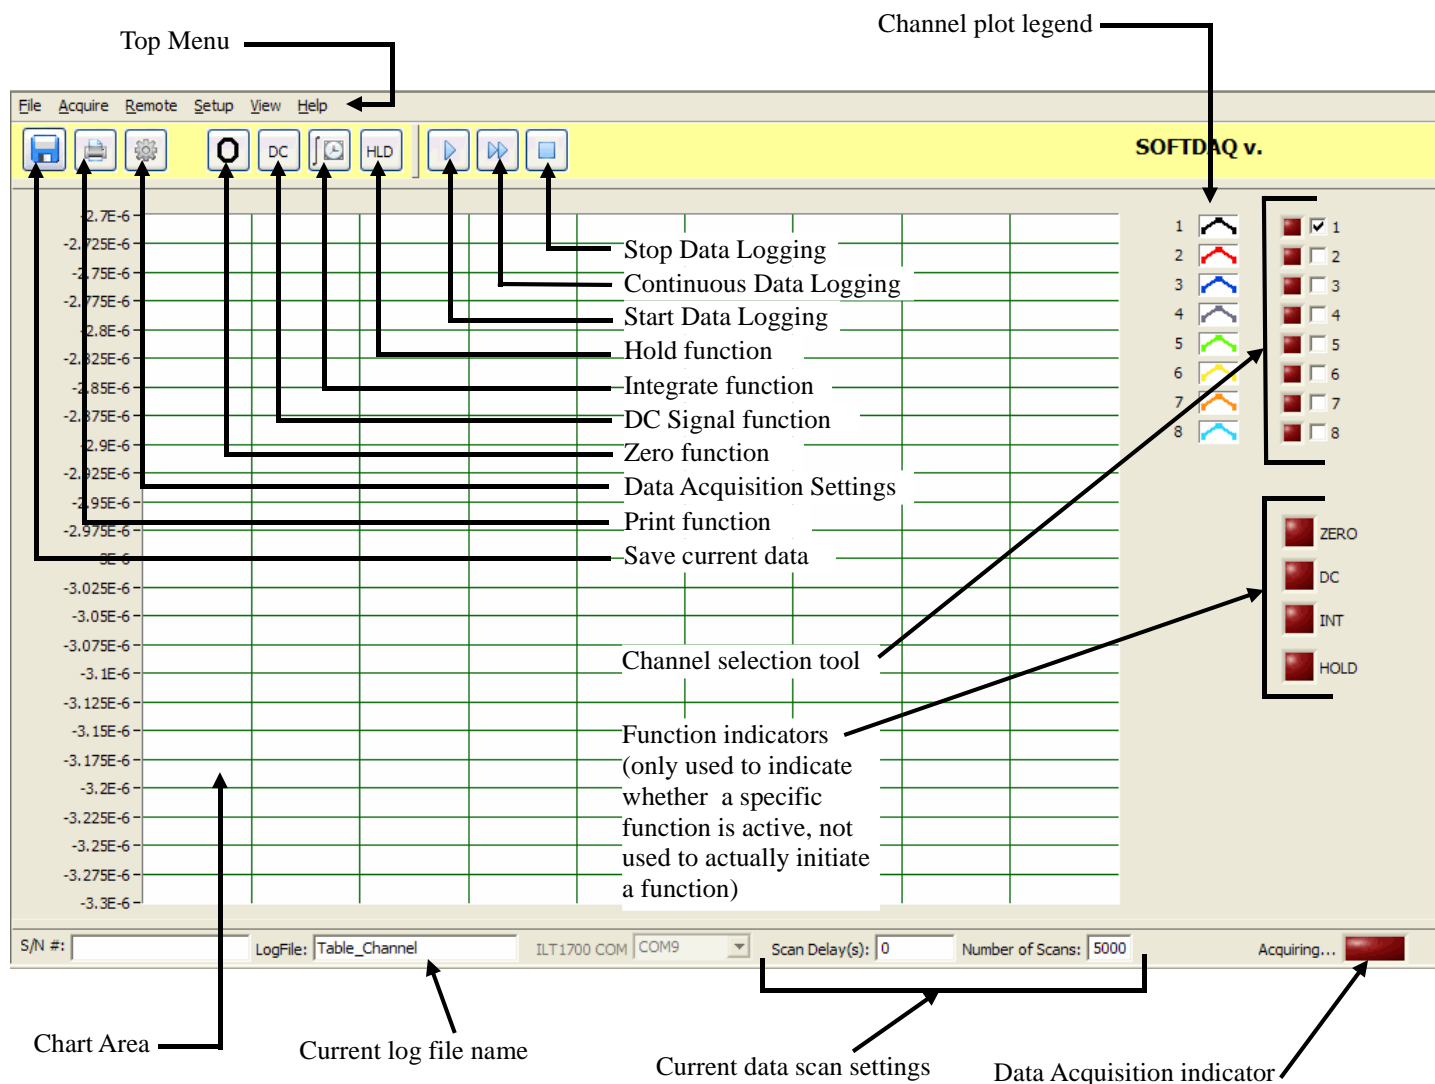 Top Menu
Channel plot legend
File Acquire Remote Setup View Help
DC HLD
SOFTDAQ v.
-2.7E-6
-2.725E-6
-2.75E-6
-2.775E-6
-2.8E-6
-2.825E-6
-2.85E-6
-2.875E-6
-2.9E-6
-2.925E-6
-2.95E-6
-2.975E-6
-3E-6
-3.025E-6
-3.05E-6
-3.075E-6
-3.1E-6
-3.125E-6
-3.15E-6
-3.175E-6
-3.2E-6
-3.225E-6
-3.25E-6
-3.275E-6
-3.3E-6
Stop Data Logging
Continuous Data Logging
Start Data Logging
Hold function
Integrate function
DC Signal function
Zero function
Data Acquisition Settings
Print function
Save current data
Channel selection tool
Function indicators
(only used to indicate
whether a specific
function is active, not
used to actually initiate
a function)
1
2
3
4
5
6
7
8
1
2
3
4
5
6
7
8
ZERO
DC
INT
HOLD
S/N #: LogFile: Table_Channel ILT1700 COM COM9 Scan Delay(s): 0 Number of Scans: 5000 Acquiring...
Chart Area
Current log file name
Current data scan settings
Data Acquisition indicator